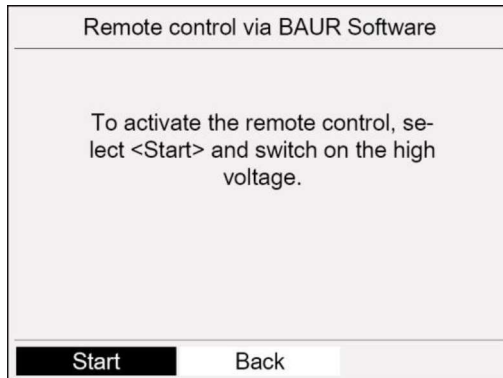 Remote control via BAUR Software
To activate the remote control, se-
lect <Start> and switch on the high
voltage.
Start Back